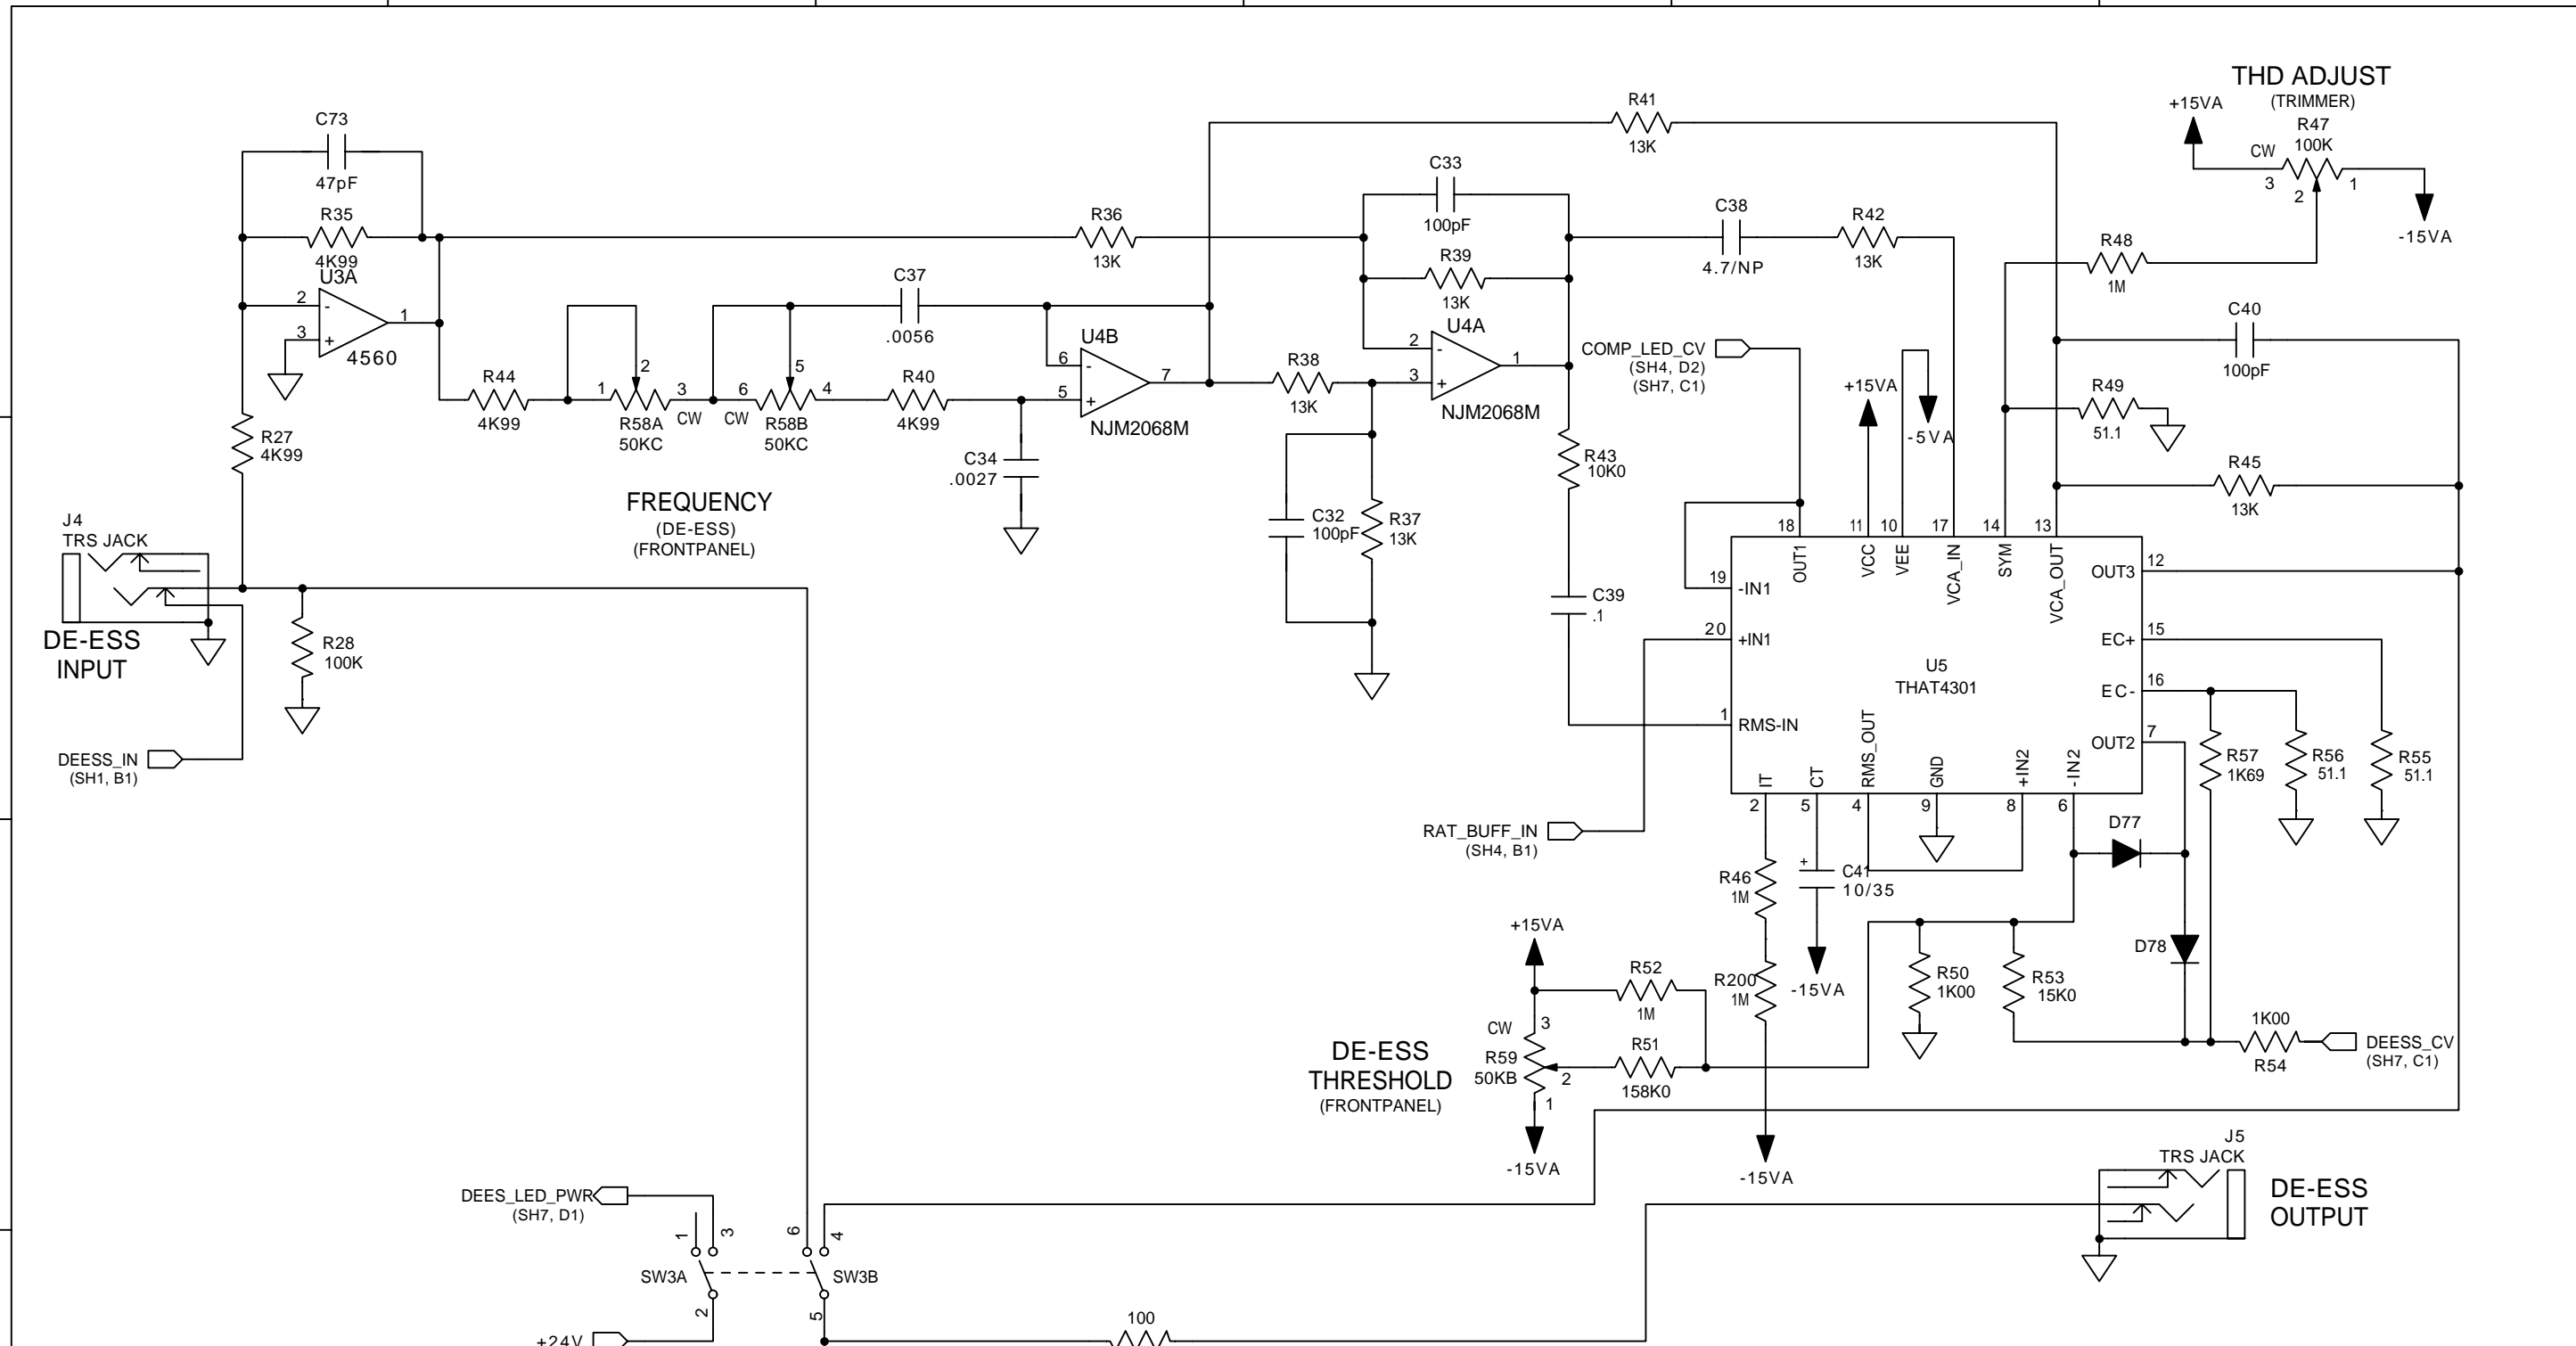 THD ADJUST
(TRIMMER)
+15VA
R47
100K
CW
3
2
1
-15VA
C73
47pF
R35
4K99
U3A
2
-
3
+
1
4560
R41
13K
R36
13K
C33
100pF
R39
13K
U4A
2
-
3
+
1
NJM2068M
C38
4.7/NP
R42
13K
R48
1M
C40
100pF
R49
51.1
R45
13K
C37
.0056
U4B
6
-
5
+
7
NJM2068M
R38
13K
R44
4K99
1
2
3
CW
R58A
50KC
CW
6
5
4
R58B
50KC
R40
4K99
C34
.0027
FREQUENCY
(DE-ESS)
(FRONTPANEL)
R27
4K99
J4
TRS JACK
DE-ESS
INPUT
R28
100K
DEESS_IN
(SH1, B1)
C32
100pF
R37
13K
COMP_LED_CV
(SH4, D2)
(SH7, C1)
+15VA
-5VA
R43
10K0
C39
.1
18
11
10
17
14
13
OUT1
VCC
VEE
VCA_IN
SYM
VCA_OUT
19
-IN1
20
+IN1
1
RMS-IN
U5
THAT4301
OUT3
12
EC+
15
EC-
16
OUT2
7
IT
CT
RMS_OUT
GND
+IN2
-IN2
2
5
4
9
8
6
R57
1K69
R56
51.1
R55
51.1
D77
D78
RAT_BUFF_IN
(SH4, B1)
R46
1M
+
C41
10/35
-15VA
R200
1M
-15VA
R50
1K00
R53
15K0
1K00
R54
DEESS_CV
(SH7, C1)
+15VA
R52
1M
CW
3
R59
50KB
2
1
R51
158K0
-15VA
DE-ESS
THRESHOLD
(FRONTPANEL)
J5
TRS JACK
DE-ESS
OUTPUT
DEES_LED_PWR
(SH7, D1)
1
3
6
4
SW3A
SW3B
2
5
+24V
100